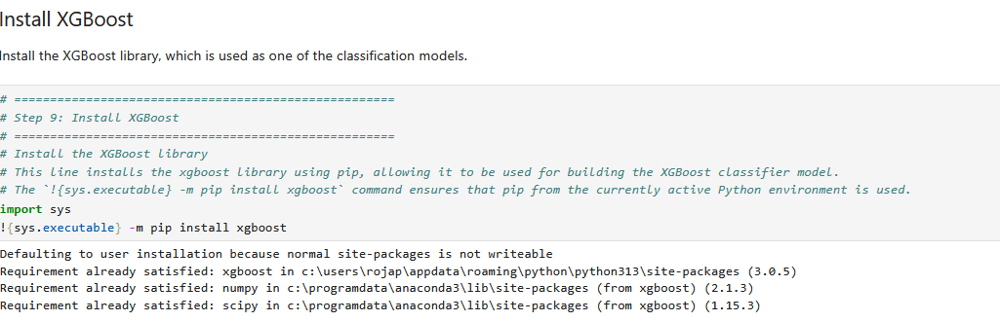 Install XGBoost
Install the XGBoost library, which is used as one of the classification models.
# =====================================================
# Step 9: Install XGBoost
# =====================================================
# Install the XGBoost library
# This line installs the xgboost library using pip, allowing it to be used for building the XGBoost classifier model.
# The `!{sys.executable} -m pip install xgboost` command ensures that pip from the currently active Python environment is used.
import sys
!{sys.executable} -m pip install xgboost
Defaulting to user installation because normal site-packages is not writeable
Requirement already satisfied: xgboost in c:\users\rojap\appdata\roaming\python\python313\site-packages (3.0.5)
Requirement already satisfied: numpy in c:\programdata\anaconda3\lib\site-packages (from xgboost) (2.1.3)
Requirement already satisfied: scipy in c:\programdata\anaconda3\lib\site-packages (from xgboost) (1.15.3)